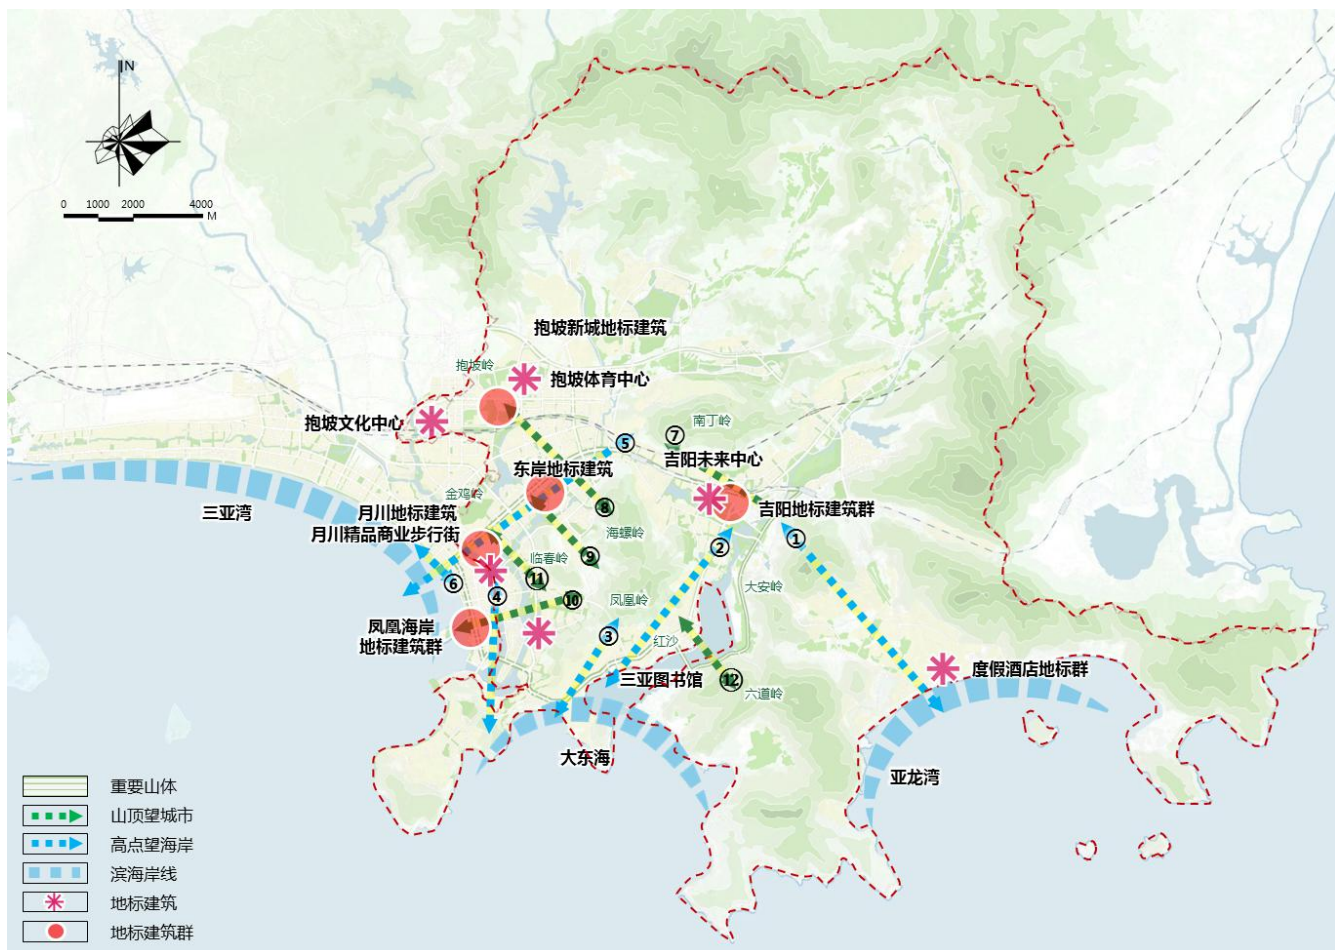 N
0 1000 2000 4000
M
抱坡新城地标建筑
抱坡岭
抱坡体育中心
抱坡文化中心
南丁岭
⑦
⑤
吉阳未来中心
东岸地标建筑
金鸡岭
月川地标建筑
月川精品商业步行街
⑧
吉阳地标建筑群
三亚湾
海螺岭
①
②
⑨
临春岭
⑪
⑥
④
⑩
凤凰岭
大安岭
凤凰海岸
地标建筑群
③
红沙
三亚图书馆
⑫
六道岭
度假酒店地标群
大东海
亚龙湾
重要山体
山顶望城市
高点望海岸
滨海岸线
地标建筑
地标建筑群